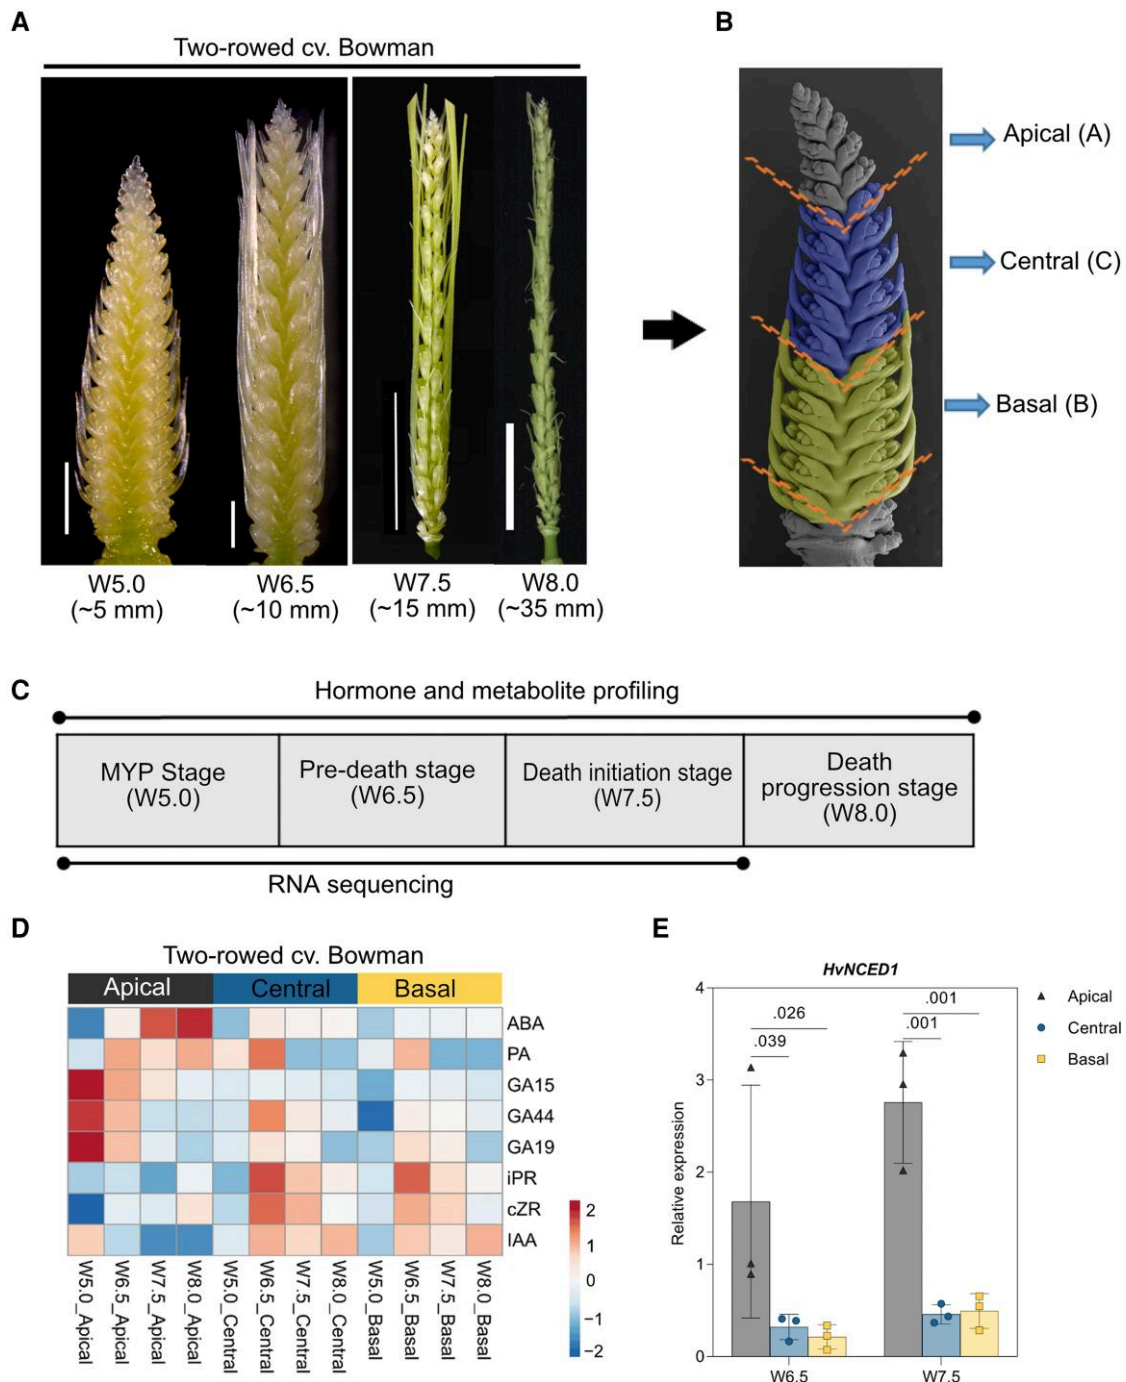 A
Two-rowed cv. Bowman
W5.0
(~5 mm)
W6.5
(~10 mm)
W7.5
(~15 mm)
W8.0
(~35 mm)
B
Apical (A)
Central (C)
Basal (B)
C
Hormone and metabolite profiling
MYP Stage
(W5.0)
Pre-death stage
(W6.5)
Death initiation stage
(W7.5)
Death
progression stage
(W8.0)
RNA sequencing
D
Two-rowed cv. Bowman
Apical Central Basal
ABA
PA
GA15
GA44
GA19
iPR
cZR
IAA
W5.0_Apical
W6.5_Apical
W7.5_Apical
W8.0_Apical
W5.0_Central
W6.5_Central
W7.5_Central
W8.0_Central
W5.0_Basal
W6.5_Basal
W7.5_Basal
W8.0_Basal
2
1
0
−1
−2
E
HvNCED1
Relative expression
4
3
2
1
0
.026
.039
.001
.001
W6.5
W7.5
Apical
Central
Basal